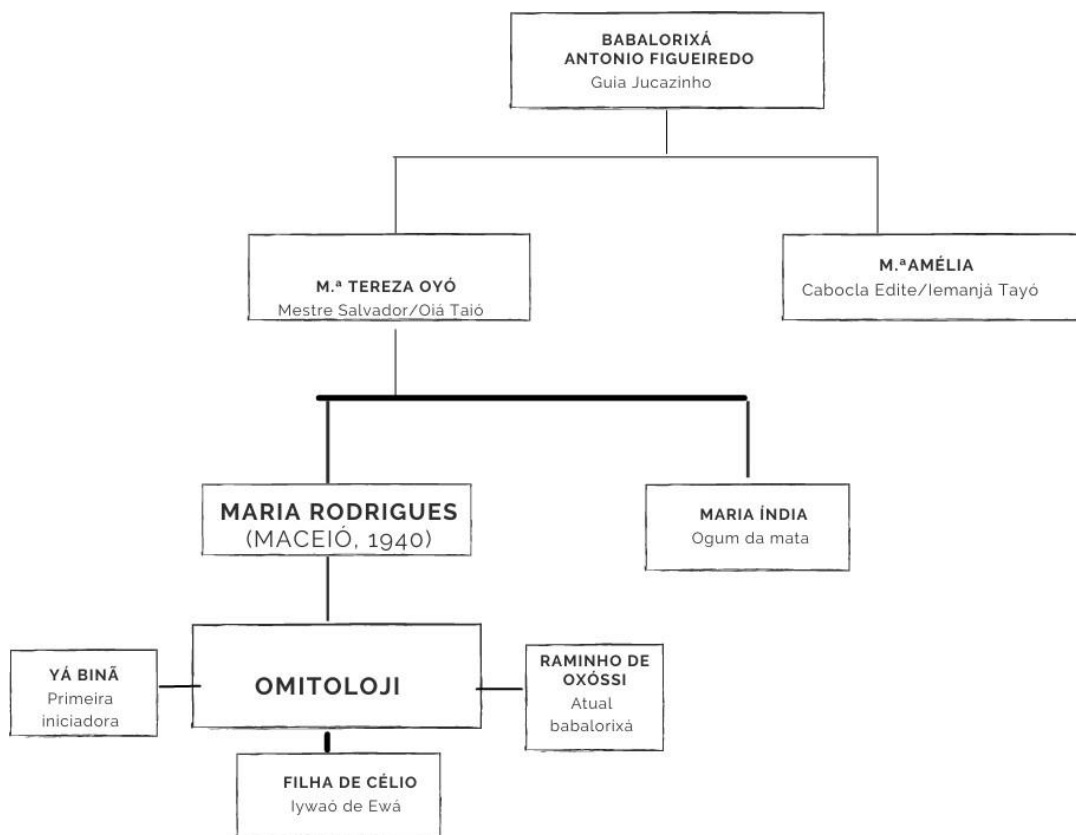 BABALORIXÁ
ANTONIO FIGUEIREDO
Guia Jucazinho
M.ª TEREZA OYÓ
Mestre Salvador/Oiá Taió
M.ªAMÉLIA
Cabocla Edite/Iemanjá Tayó
MARIA RODRIGUES
(MACEIÓ, 1940)
MARIA ÍNDIA
Ogum da mata
YÁ BINÃ
Primeira
iniciadora
OMITOLOJI
RAMINHO DE
OXÓSSI
Atual
babalorixá
FILHA DE CÉLIO
Iywaó de Ewá